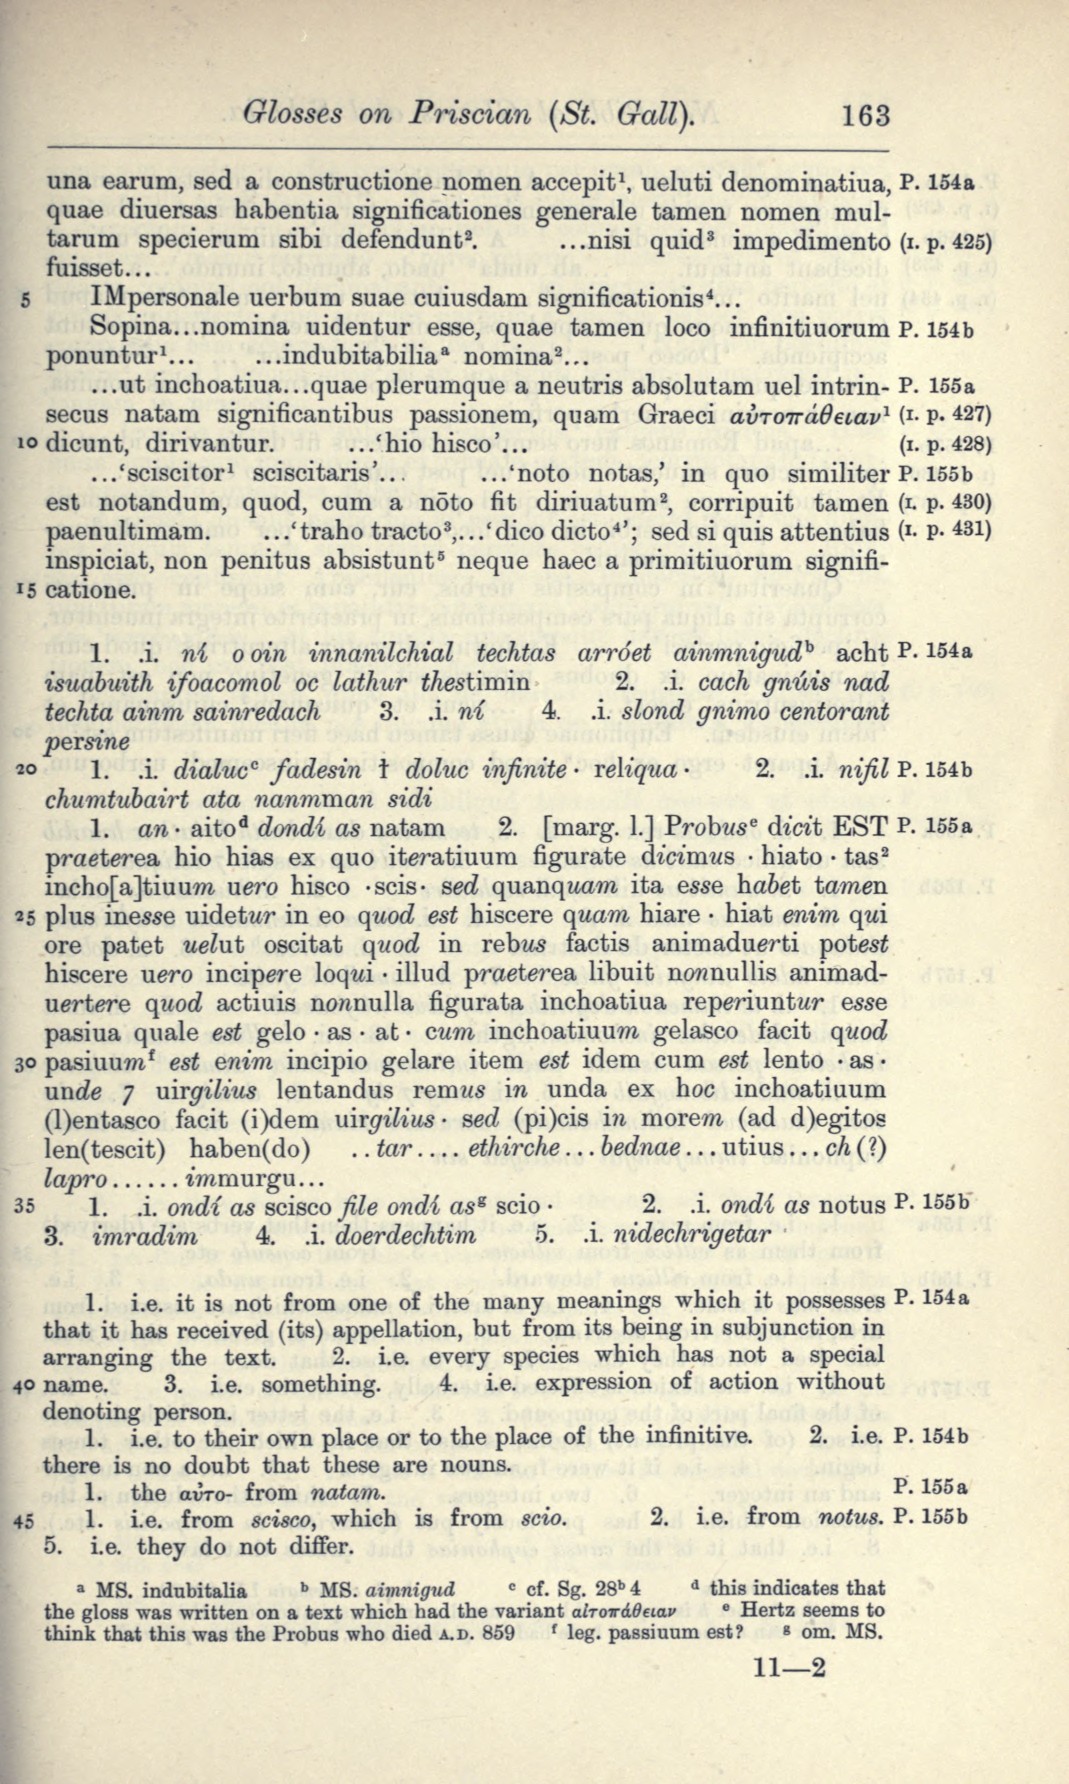 Glosses on Priscian (St. Gall). 163
una earum, sed a constructione nomen accepit¹, ueluti denominatiua, P. 154a
quae diuersas habentia significationes generale tamen nomen mul-
tarum specierum sibi defendunt². ...nisi quid³ impedimento (I. p. 425)
fuisset...
5 IMpersonale uerbum suae cuiusdam significationis⁴...
Sopina...nomina uidentur esse, quae tamen loco infinitiuorum P. 154b
ponuntur¹... ...indubitabiliaᵃ nomina²...
...ut inchoatiua...quae plerumque a neutris absolutam uel intrin- P. 155a
secus natam significantibus passionem, quam Graeci αὐτοπάθειαν¹ (I. p. 427)
10 dicunt, dirivantur. ...‘hio hisco’... (I. p. 428)
...‘sciscitor¹ sciscitaris’... ...‘noto notas,’ in quo similiter P. 155b
est notandum, quod, cum a nōto fit diriuatum², corripuit tamen (I. p. 430)
paenultimam. ...‘traho tracto³,...‘dico dicto⁴’; sed si quis attentius (I. p. 431)
inspiciat, non penitus absistunt⁵ neque haec a primitiuorum signifi-
15 catione.
1. .i. ní o oin innanilchial techtas arróet ainmnigudᵇ acht P. 154a
isuabuith ifoacomol oc lathur thestimin 2. .i. cach gnúis nad
techta ainm sainredach 3. .i. ní 4. .i. slond gnimo centorant
persine
20 1. .i. dialucᶜ fadesin ɫ doluc infinite · reliqua · 2. .i. nifil P. 154b
chumtubairt ata nanmman sidi
1. an · aitoᵈ dondí as natam 2. [marg. l.] Probusᵉ dicit EST P. 155a
praeterea hio hias ex quo iteratiuum figurate dicimus · hiato · tas²
incho[a]tiuum uero hisco ·scis· sed quanquam ita esse habet tamen
25 plus inesse uidetur in eo quod est hiscere quam hiare · hiat enim qui
ore patet uelut oscitat quod in rebus factis animaduerti potest
hiscere uero incipere loqui · illud praeterea libuit nonnullis animad-
uertere quod actiuis nonnulla figurata inchoatiua reperiuntur esse
pasiua quale est gelo · as · at · cum inchoatiuum gelasco facit quod
30 pasiuumᶠ est enim incipio gelare item est idem cum est lento ·as·
unde ⁊ uirgilius lentandus remus in unda ex hoc inchoatiuum
(l)entasco facit (i)dem uirgilius · sed (pi)cis in morem (ad d)egitos
len(tescit) haben(do) ..tar.... ethirche...bednae...utius...ch (?)
lapro......immurgu...
35 1. .i. ondí as scisco file ondí asᵍ scio · 2. .i. ondí as notus P. 155b
3. imradim 4. .i. doerdechtim 5. .i. nidechrigetar
1. i.e. it is not from one of the many meanings which it possesses P. 154a
that it has received (its) appellation, but from its being in subjunction in
arranging the text. 2. i.e. every species which has not a special
40 name. 3. i.e. something. 4. i.e. expression of action without
denoting person.
1. i.e. to their own place or to the place of the infinitive. 2. i.e. P. 154b
there is no doubt that these are nouns.
1. the αὐτο- from natam. P. 155a
45 1. i.e. from scisco, which is from scio. 2. i.e. from notus. P. 155b
5. i.e. they do not differ.
ᵃ MS. indubitalia ᵇ MS. aimnigud ᶜ cf. Sg. 28ᵇ 4 ᵈ this indicates that
the gloss was written on a text which had the variant αἰτοπάθειαν ᵉ Hertz seems to
think that this was the Probus who died A.D. 859 ᶠ leg. passiuum est? ᵍ om. MS.
11—2